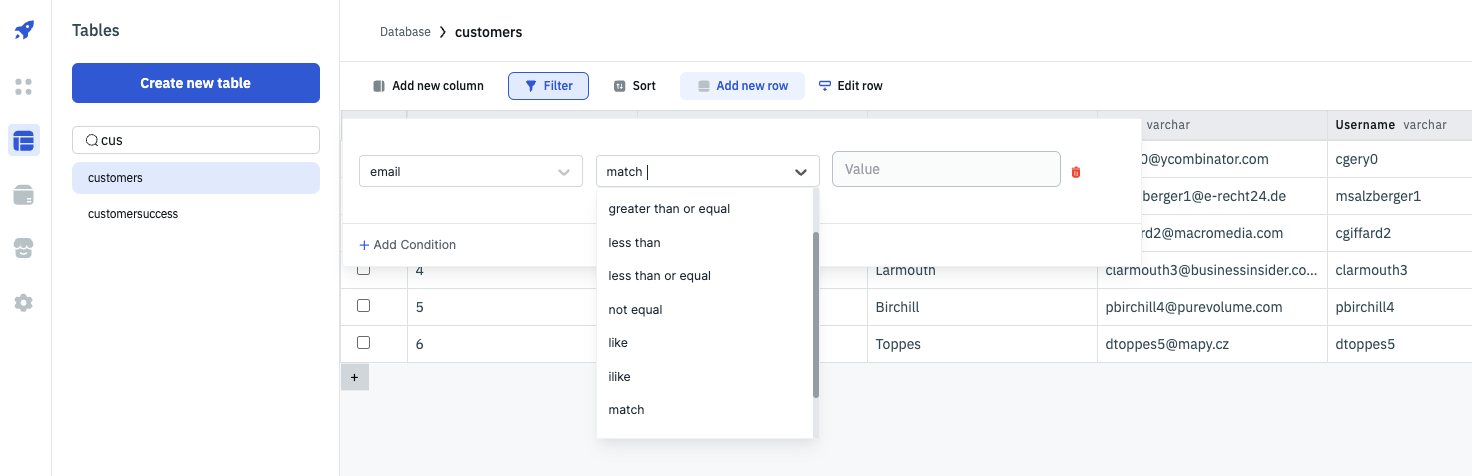 Tables
Create new table
cus
customers
customersuccess
Database > customers
Add new column
Filter
Sort
Add new row
Edit row
varchar
Username varchar
email
match
Value
+ Add Condition
greater than or equal
less than
less than or equal
not equal
like
ilike
match
0@ycombinator.com
cgery0
berger1@e-recht24.de
msalzberger1
rd2@macromedia.com
cgiffard2
4
Larmouth
clarmouth3@businessinsider.co...
clarmouth3
5
Birchill
pbirchill4@purevolume.com
pbirchill4
6
Toppes
dtoppes5@mapy.cz
dtoppes5
+